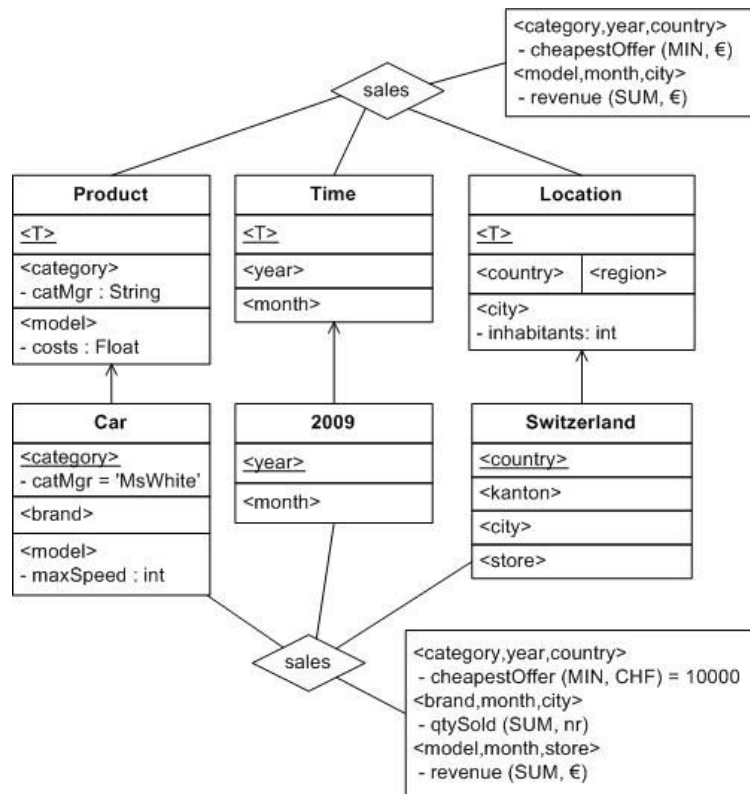 <category,year,country>
- cheapestOffer (MIN, €)
<model,month,city>
- revenue (SUM, €)
sales
Product
<T>
<category>
- catMgr : String
<model>
- costs : Float
Time
<T>
<year>
<month>
Location
<T>
<country> <region>
<city>
- inhabitants: int
Car
<category>
- catMgr = 'MsWhite'
<brand>
<model>
- maxSpeed : int
2009
<year>
<month>
Switzerland
<country>
<kanton>
<city>
<store>
sales
<category,year,country>
- cheapestOffer (MIN, CHF) = 10000
<brand,month,city>
- qtySold (SUM, nr)
<model,month,store>
- revenue (SUM, €)